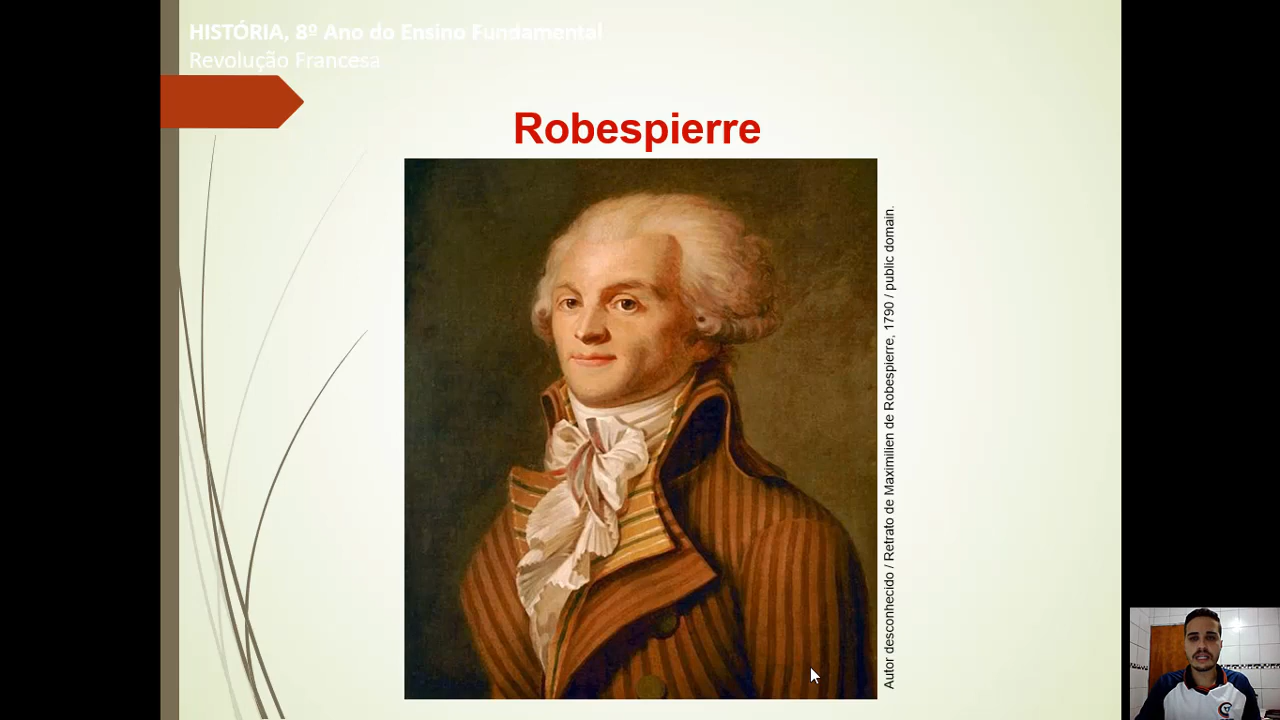 HISTÓRIA, 8º Ano do Ensino Fundamental
Revolução Francesa
Robespierre
Autor desconhecido / Retrato de Maximilien de Robespierre, 1790 / public domain.